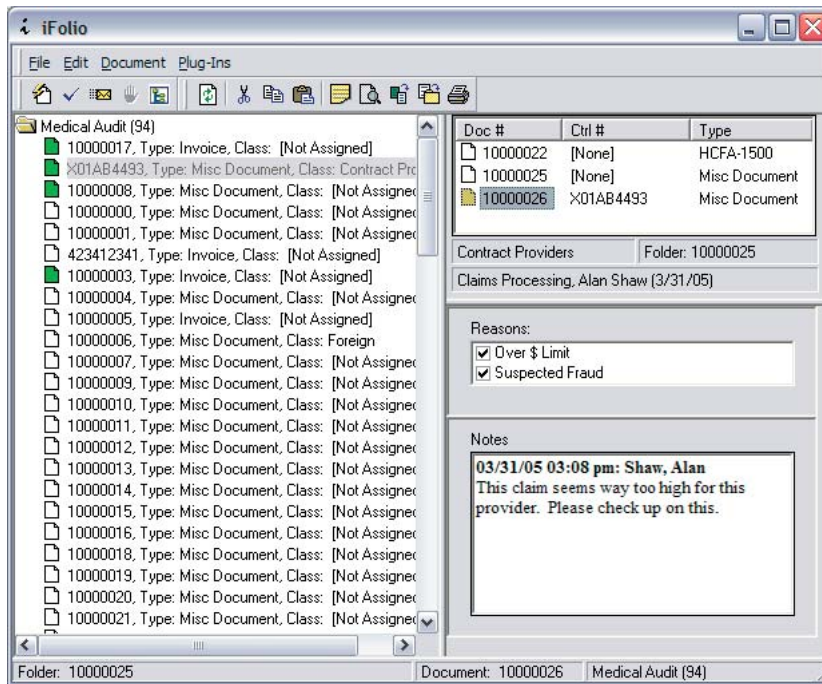 iFolio
File Edit Document Plug-Ins
Medical Audit (94)
10000017, Type: Invoice, Class: [Not Assigned]
X01AB4493, Type: Misc Document, Class: Contract Pro
10000008, Type: Misc Document, Class: [Not Assigned
10000000, Type: Misc Document, Class: [Not Assigned
10000001, Type: Misc Document, Class: [Not Assigned
423412341, Type: Invoice, Class: [Not Assigned]
10000003, Type: Invoice, Class: [Not Assigned]
10000004, Type: Misc Document, Class: [Not Assigned
10000005, Type: Invoice, Class: [Not Assigned]
10000006, Type: Misc Document, Class: Foreign
10000007, Type: Misc Document, Class: [Not Assigned
10000009, Type: Misc Document, Class: [Not Assigned
10000010, Type: Misc Document, Class: [Not Assigned
10000011, Type: Misc Document, Class: [Not Assigned
10000012, Type: Misc Document, Class: [Not Assigned
10000013, Type: Misc Document, Class: [Not Assigned
10000014, Type: Misc Document, Class: [Not Assigned
10000015, Type: Misc Document, Class: [Not Assigned
10000016, Type: Misc Document, Class: [Not Assigned
10000018, Type: Misc Document, Class: [Not Assigned
10000019, Type: Misc Document, Class: [Not Assigned
10000020, Type: Misc Document, Class: [Not Assigned
10000021, Type: Misc Document, Class: [Not Assigned
Doc # Ctrl # Type
10000022 [None] HCFA-1500
10000025 [None] Misc Document
10000026 X01AB4493 Misc Document
Contract Providers Folder: 10000025
Claims Processing, Alan Shaw (3/31/05)
Reasons:
Over $ Limit
Suspected Fraud
Notes
03/31/05 03:08 pm: Shaw, Alan
This claim seems way too high for this
provider. Please check up on this.
Folder: 10000025 Document: 10000026 Medical Audit (94)